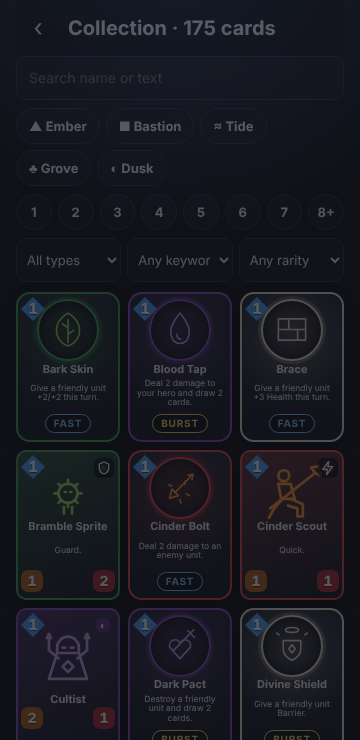 Collection · 175 cards
Search name or text
Ember
Bastion
Tide
Grove
Dusk
1 2 3 4 5 6 7 8+
All types
Any keywor
Any rarity
1
Bark Skin
Give a friendly unit
+2/+2 this turn.
FAST
1
Blood Tap
Deal 2 damage to
your hero and draw 2
cards.
BURST
1
Brace
Give a friendly unit
+3 Health this turn.
FAST
1
Bramble Sprite
Guard.
1 2
1
Cinder Bolt
Deal 2 damage to an
enemy unit.
FAST
1
Cinder Scout
Quick.
1 1
1
Cultist
2 1
1
Dark Pact
Destroy a friendly
unit and draw 2
cards.
BURST
1
Divine Shield
Give a friendly unit
Barrier.
BURST